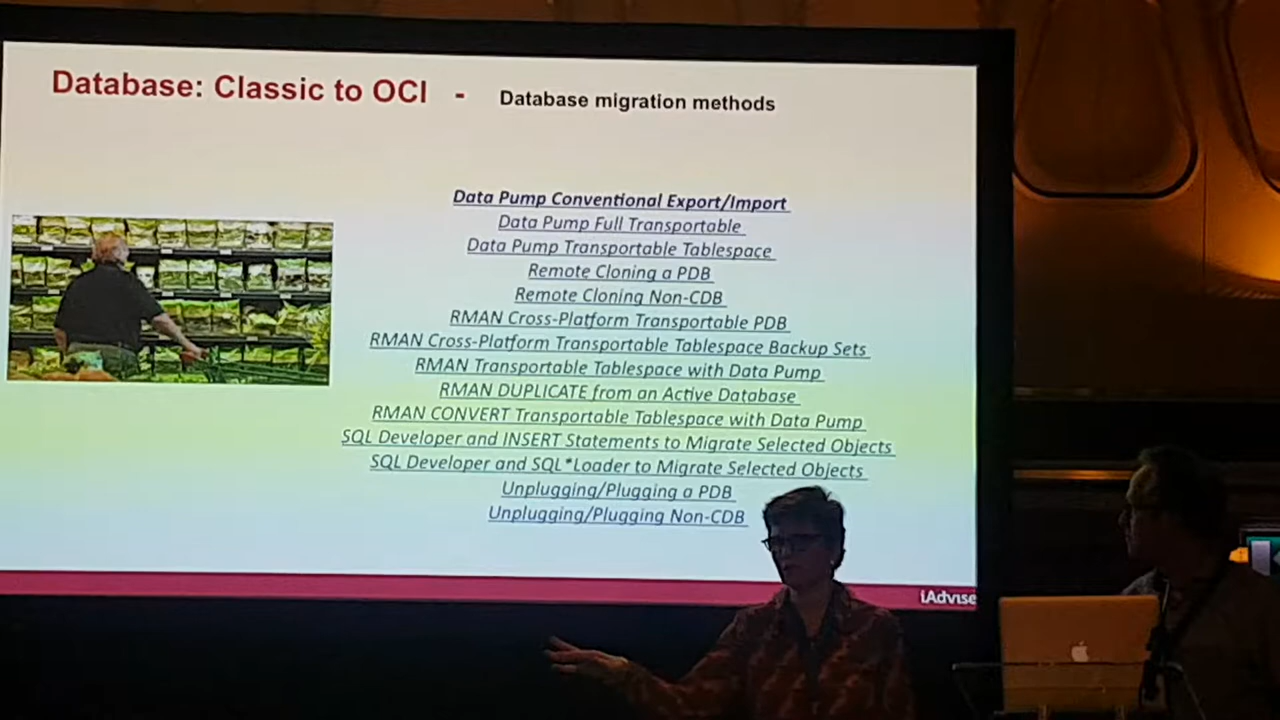 Database: Classic to OCI - Database migration methods
Data Pump Conventional Export/Import
Data Pump Full Transportable
Data Pump Transportable Tablespace
Remote Cloning a PDB
Remote Cloning Non-CDB
RMAN Cross-Platform Transportable PDB
RMAN Cross-Platform Transportable Tablespace Backup Sets
RMAN Transportable Tablespace with Data Pump
RMAN DUPLICATE from an Active Database
RMAN CONVERT Transportable Tablespace with Data Pump
SQL Developer and INSERT Statements to Migrate Selected Objects
SQL Developer and SQL*Loader to Migrate Selected Objects
Unplugging/Plugging a PDB
Unplugging/Plugging Non-CDB
iAdvise